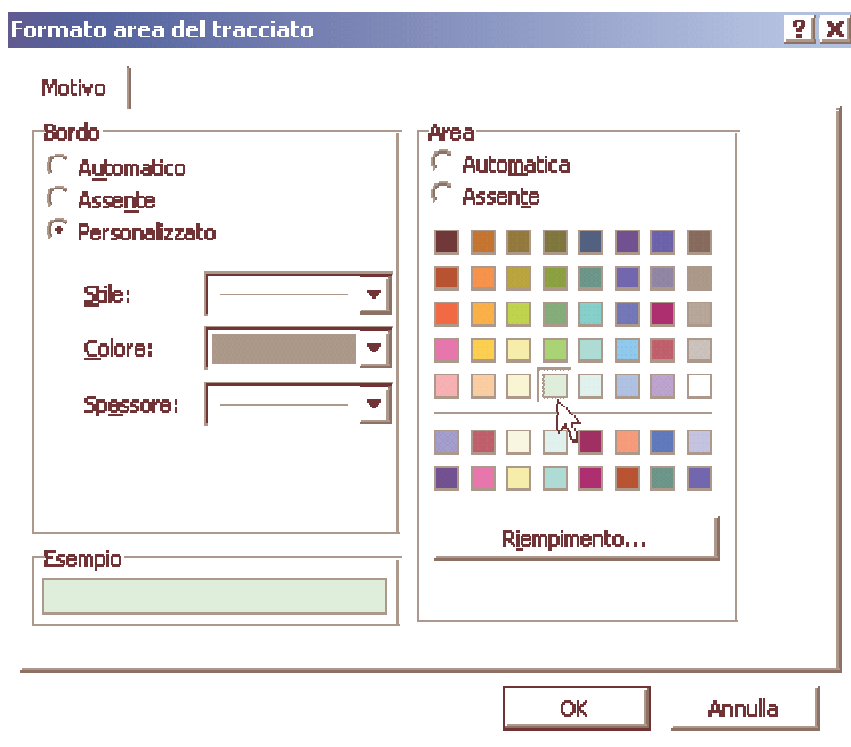 Formato area del tracciato
Motivo
Bordo
Automatico
Assente
Personalizzato
Stile:
Colore:
Spessore:
Esempio
Area
Automatica
Assente
Riempimento...
OK
Annulla